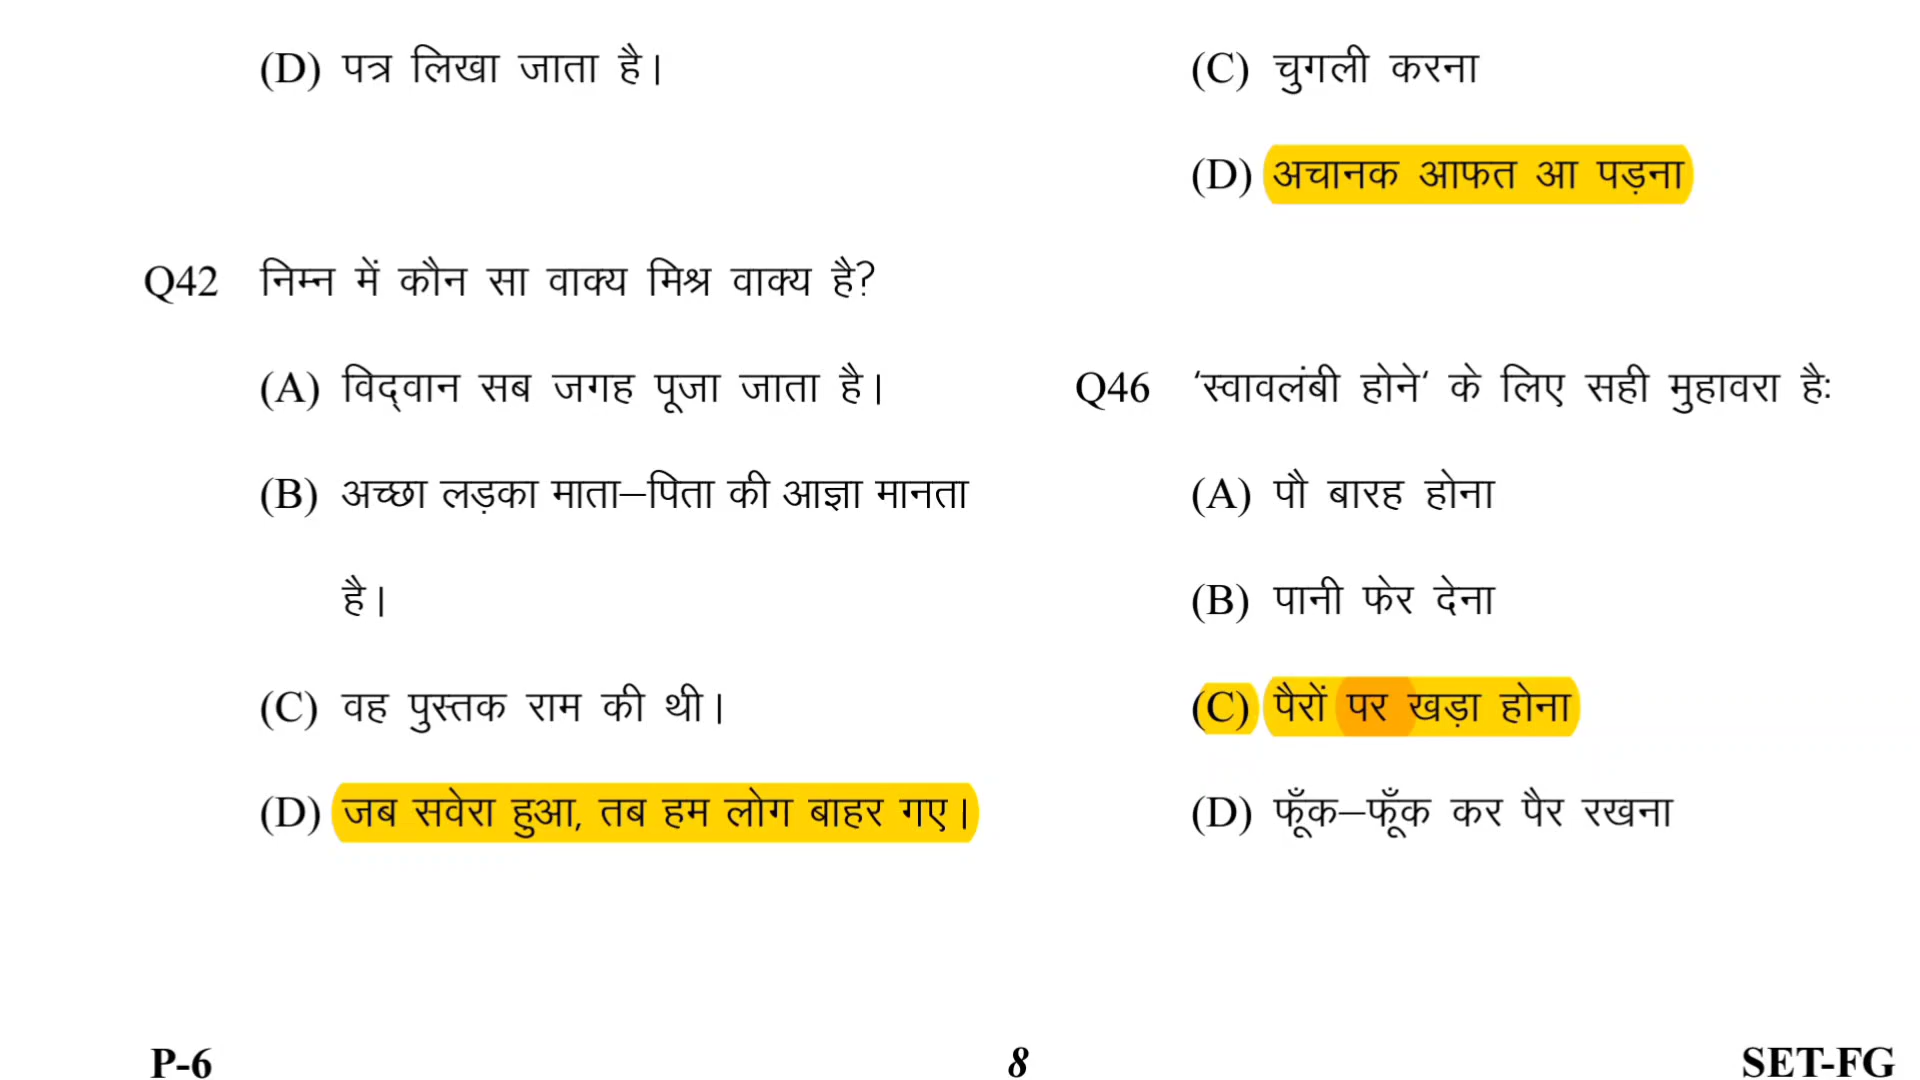 (D) पत्र लिखा जाता है।
Q42 निम्न में कौन सा वाक्य मिश्र वाक्य है?
(A) विद्वान सब जगह पूजा जाता है।
(B) अच्छा लड़का माता–पिता की आज्ञा मानता
है।
(C) वह पुस्तक राम की थी।
(D) जब सवेरा हुआ, तब हम लोग बाहर गए।
(C) चुगली करना
(D) अचानक आफत आ पड़ना
Q46 ‘स्वावलंबी होने‘ के लिए सही मुहावरा है:
(A) पौ बारह होना
(B) पानी फेर देना
(C) पैरों पर खड़ा होना
(D) फूँक–फूँक कर पैर रखना
P-6 8 SET-FG